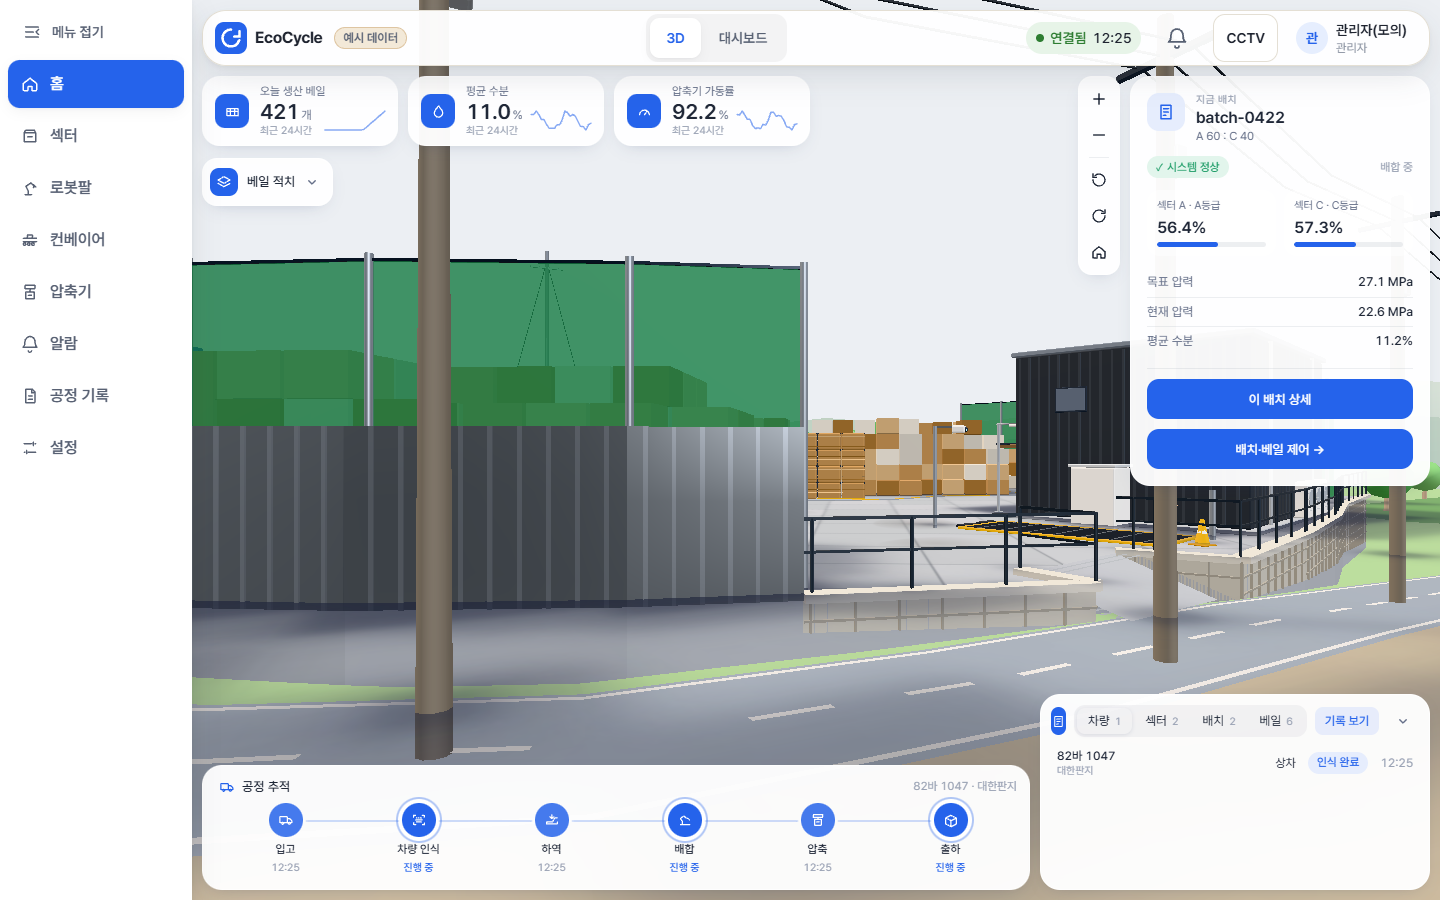 메뉴 접기
홈
섹터
로봇팔
컨베이어
압축기
알람
공정 기록
설정
EcoCycle
예시 데이터
3D
대시보드
연결됨 12:25
CCTV
관
관리자(모의)
관리자
오늘 생산 베일
421개
최근 24시간
평균 수분
11.0%
최근 24시간
압축기 가동률
92.2%
최근 24시간
베일 적치
지금 배치
batch-0422
A 60 : C 40
✓ 시스템 정상
배합 중
섹터 A · A등급
56.4%
섹터 C · C등급
57.3%
목표 압력 27.1 MPa
현재 압력 22.6 MPa
평균 수분 11.2%
이 배치 상세
배치·베일 제어 →
공정 추적
82바 1047 · 대한판지
입고
12:25
차량 인식
진행 중
하역
12:25
배합
진행 중
압축
12:25
출하
진행 중
차량 1
섹터 2
배치 2
베일 6
기록 보기
82바 1047
대한판지
상차
인식 완료
12:25